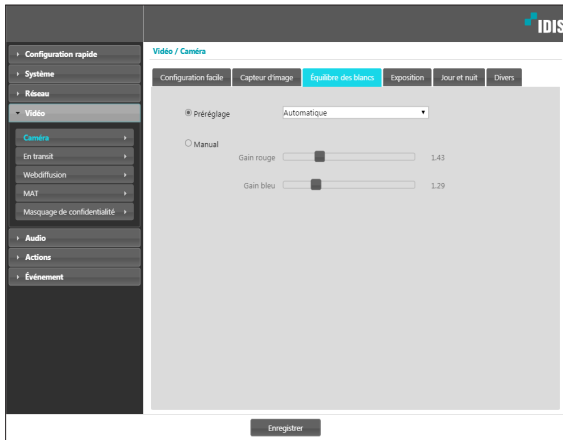 IDIS
Configuration rapide
Système
Réseau
Vidéo
Caméra
En transit
Webdiffusion
MAT
Masquage de confidentialité
Audio
Actions
Événement
Vidéo / Caméra
Configuration facile Capteur d'image Équilibre des blancs Exposition Jour et nuit Divers
Préréglage Automatique
Manual
Gain rouge 1.43
Gain bleu 1.29
Enregistrer